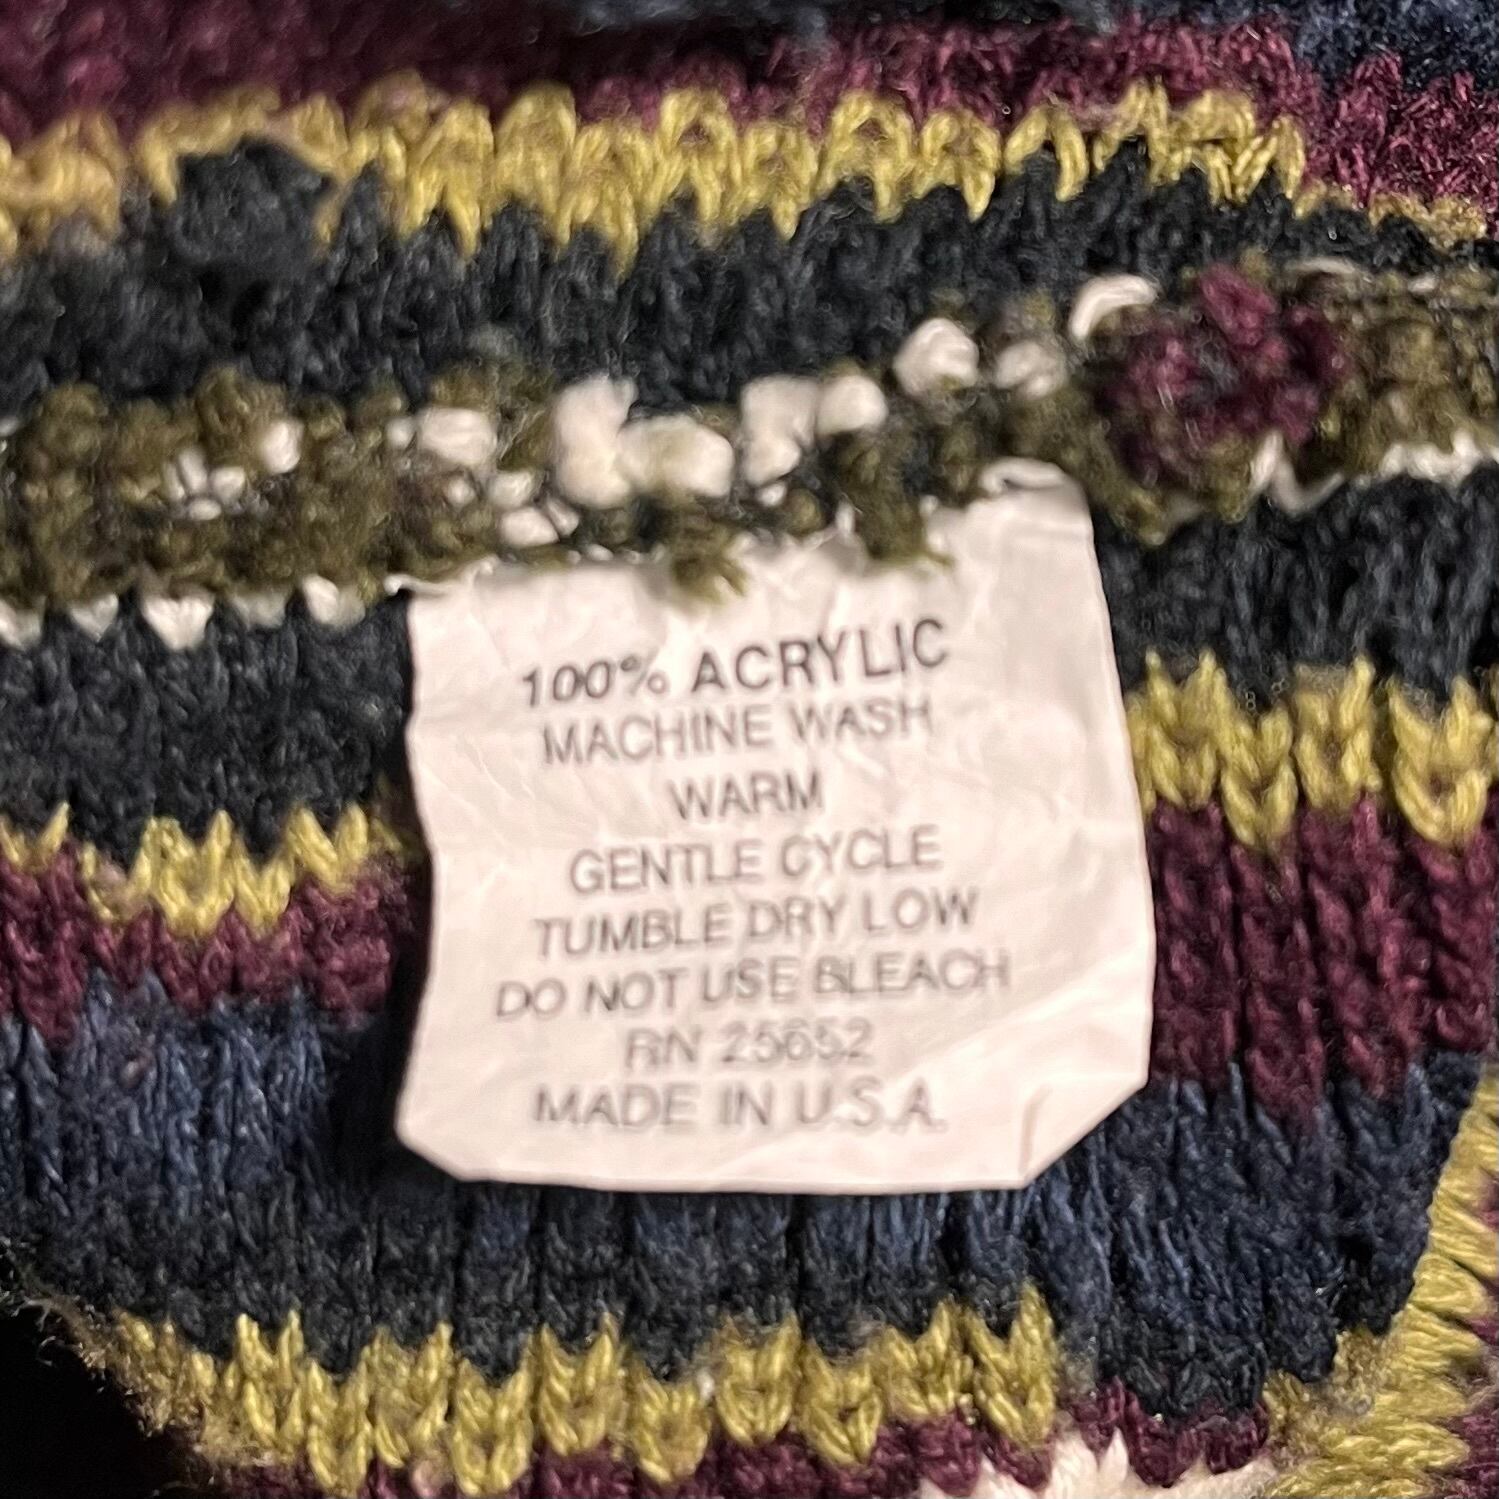 100% ACRYLIC
MACHINE WASH
WARM
GENTLE CYCLE
TUMBLE DRY LOW
DO NOT USE BLEACH
RN 25652
MADE IN U.S.A.